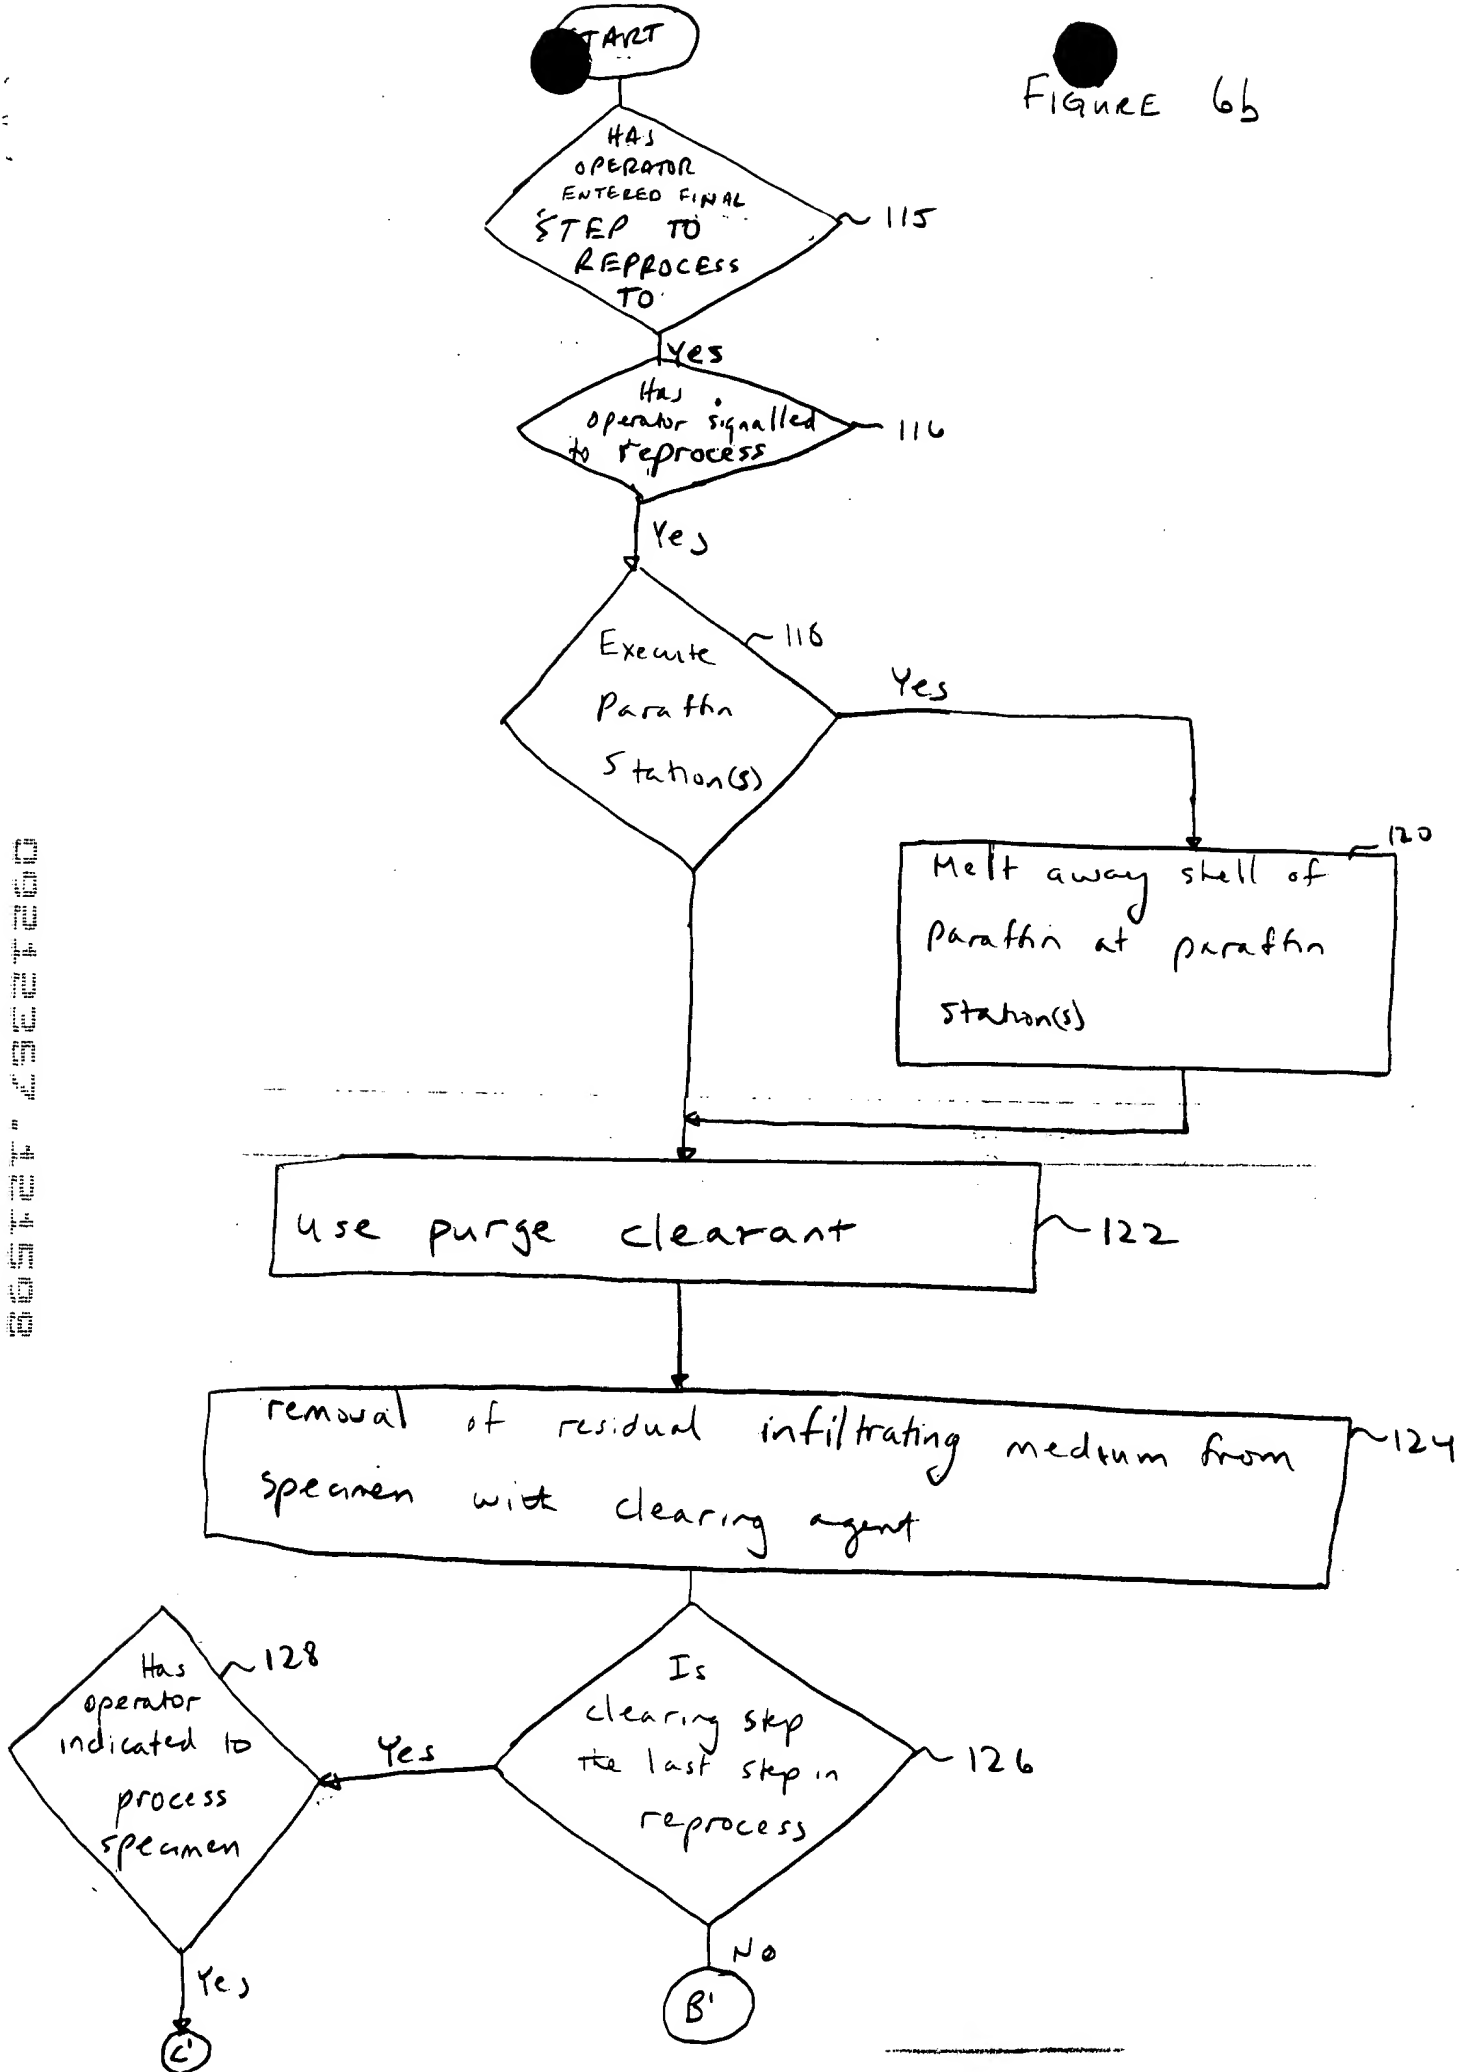 START
FIGURE 6b
HAS
OPERATOR
ENTERED FINAL
STEP TO
REPROCESS
TO
115
Yes
Has
operator signalled
to reprocess
116
Yes
Execute
Paraffin
Station(s)
118
Yes
120
Melt away shell of
Paraffin at paraffin
station(s)
use purge clearant
122
removal of residual infiltrating medium from
specimen with clearing agent
124
Has
operator
indicated to
process
specimen
128
Yes
Is
clearing step
the last step in
reprocess
126
Yes
No
C'
B'
09212357.121598